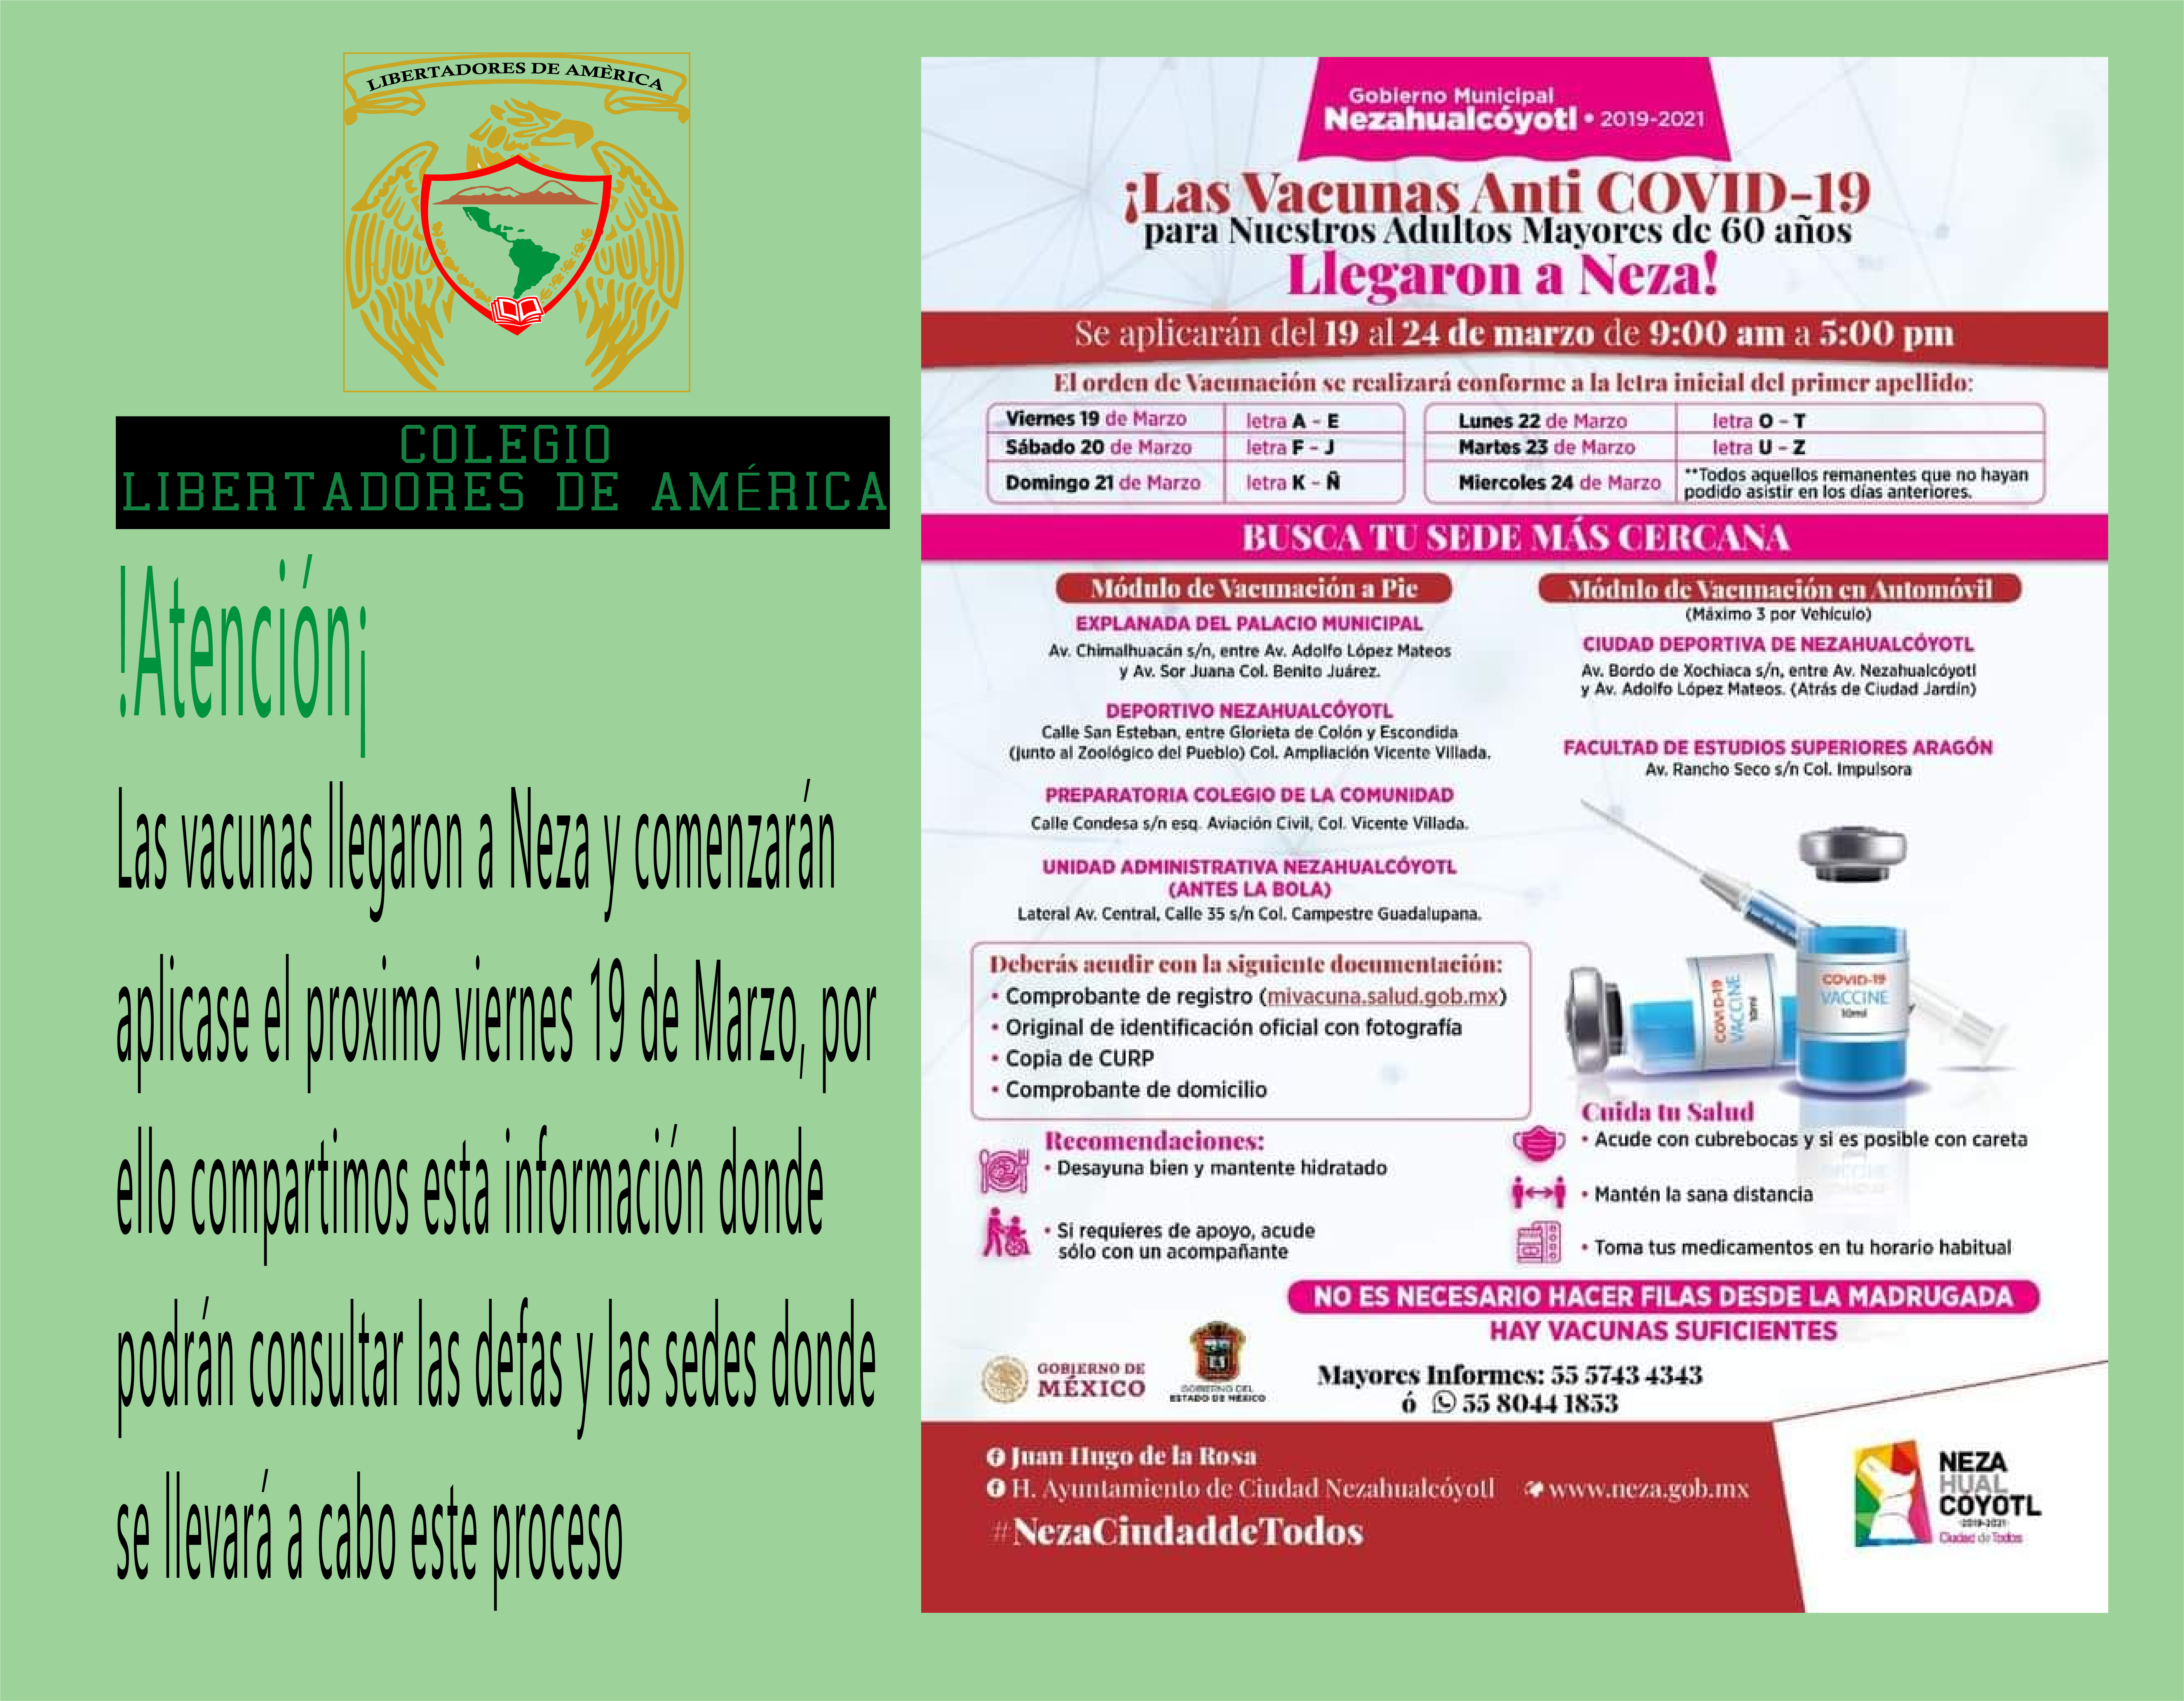 LIBERTADORES DE AMÈRICA
COLEGIO
LIBERTADORES DE AMÉRICA
!Atención¡
Las vacunas llegaron a Neza y comenzarán
aplicase el proximo viernes 19 de Marzo, por
ello compartimos esta información donde
podrán consultar las defas y las sedes donde
se llevará a cabo este proceso
Gobierno Municipal
Nezahualcóyotl • 2019-2021
¡Las Vacunas Anti COVID-19
para Nuestros Adultos Mayores de 60 años
Llegaron a Neza!
Se aplicarán del 19 al 24 de marzo de 9:00 am a 5:00 pm
El orden de Vacunación se realizará conforme a la letra inicial del primer apellido:
Viernes 19 de Marzo letra A - E
Sábado 20 de Marzo letra F - J
Domingo 21 de Marzo letra K - Ñ
Lunes 22 de Marzo letra O - T
Martes 23 de Marzo letra U - Z
Miercoles 24 de Marzo **Todos aquellos remanentes que no hayan
podido asistir en los días anteriores.
BUSCA TU SEDE MÁS CERCANA
Módulo de Vacunación a Pie
EXPLANADA DEL PALACIO MUNICIPAL
Av. Chimalhuacán s/n, entre Av. Adolfo López Mateos
y Av. Sor Juana Col. Benito Juárez.
DEPORTIVO NEZAHUALCÓYOTL
Calle San Esteban, entre Glorieta de Colón y Escondida
(junto al Zoológico del Pueblo) Col. Ampliación Vicente Villada.
PREPARATORIA COLEGIO DE LA COMUNIDAD
Calle Condesa s/n esq. Aviación Civil, Col. Vicente Villada.
UNIDAD ADMINISTRATIVA NEZAHUALCÓYOTL
(ANTES LA BOLA)
Lateral Av. Central, Calle 35 s/n Col. Campestre Guadalupana.
Módulo de Vacunación en Automóvil
(Máximo 3 por Vehículo)
CIUDAD DEPORTIVA DE NEZAHUALCÓYOTL
Av. Bordo de Xochiaca s/n, entre Av. Nezahualcóyotl
y Av. Adolfo López Mateos. (Atrás de Ciudad Jardín)
FACULTAD DE ESTUDIOS SUPERIORES ARAGÓN
Av. Rancho Seco s/n Col. Impulsora
COVID-19
VACCINE
10ml
COVID-19
VACCINE
10ml
Deberás acudir con la siguiente documentación:
• Comprobante de registro (mivacuna.salud.gob.mx)
• Original de identificación oficial con fotografía
• Copia de CURP
• Comprobante de domicilio
Recomendaciones:
• Desayuna bien y mantente hidratado
• Si requieres de apoyo, acude
sólo con un acompañante
Cuida tu Salud
• Acude con cubrebocas y si es posible con careta
• Mantén la sana distancia
• Toma tus medicamentos en tu horario habitual
NO ES NECESARIO HACER FILAS DESDE LA MADRUGADA
HAY VACUNAS SUFICIENTES
GOBIERNO DE
MÉXICO
GOBIERNO DEL
ESTADO DE MÉXICO
Mayores Informes: 55 5743 4343
ó 55 8044 1853
Juan Hugo de la Rosa
H. Ayuntamiento de Ciudad Nezahualcóyotl www.neza.gob.mx
#NezaCiudaddeTodos
NEZA
HUAL
COYOTL
2019-2021
Ciudad de Todos